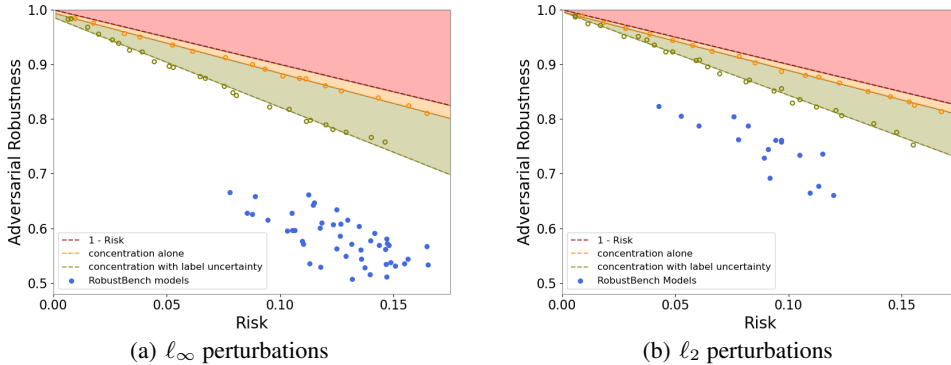 1.0
0.9
0.8
0.7
0.6
0.5
Adversarial Robustness
1 - Risk
concentration alone
concentration with label uncertainty
RobustBench Models
0.00
0.05
0.10
0.15
Risk
(a) ℓ∞ perturbations
1.0
0.9
0.8
0.7
0.6
0.5
Adversarial Robustness
1 - Risk
concentration alone
concentration with label uncertainty
RobustBench Models
0.00
0.05
0.10
0.15
Risk
(b) ℓ2 perturbations